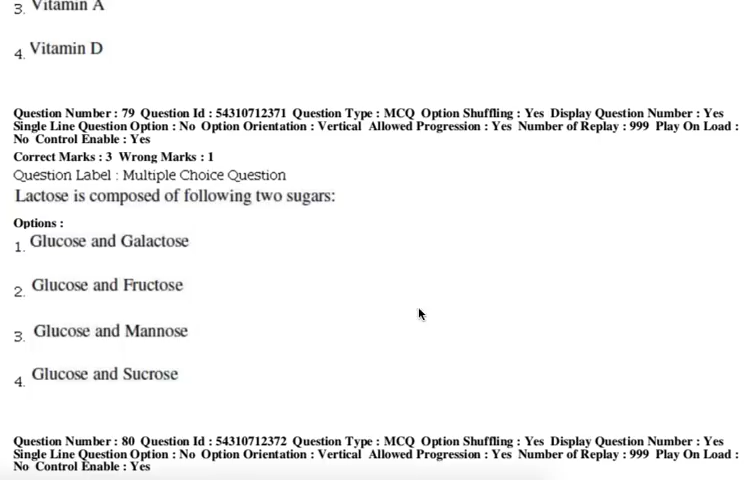 3. Vitamin A
4. Vitamin D
Question Number : 79 Question Id : 54310712371 Question Type : MCQ Option Shuffling : Yes Display Question Number : Yes
Single Line Question Option : No Option Orientation : Vertical Allowed Progression : Yes Number of Replay : 999 Play On Load :
No Control Enable : Yes
Correct Marks : 3 Wrong Marks : 1
Question Label : Multiple Choice Question
Lactose is composed of following two sugars:
Options :
1. Glucose and Galactose
2. Glucose and Fructose
3. Glucose and Mannose
4. Glucose and Sucrose
Question Number : 80 Question Id : 54310712372 Question Type : MCQ Option Shuffling : Yes Display Question Number : Yes
Single Line Question Option : No Option Orientation : Vertical Allowed Progression : Yes Number of Replay : 999 Play On Load :
No Control Enable : Yes